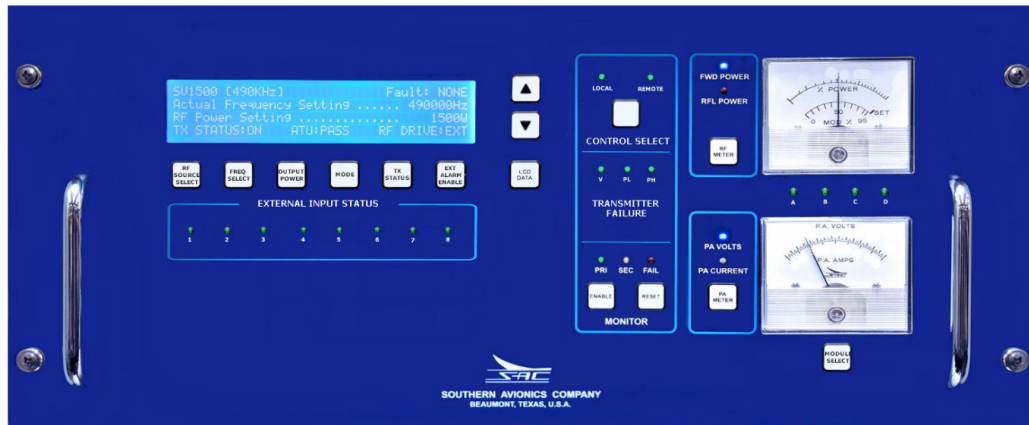 SV1500 [490KHz] Fault: NONE
Actual Frequency Setting ...... 490000Hz
RF Power Setting .............. 1500W
TX STATUS:ON ATU:PASS RF DRIVE:EXT
RF SOURCE SELECT
FREQ SELECT
OUTPUT POWER
MODE
TX STATUS
EXT ALARM ENABLE
LCD DATA
EXTERNAL INPUT STATUS
1 2 3 4 5 6 7 8
LOCAL REMOTE
CONTROL SELECT
V PL PH
TRANSMITTER
FAILURE
PRI SEC FAIL
ENABLE RESET
MONITOR
FWD POWER
RFL POWER
RF METER
% POWER
50 SET
0 MOD % 95
A B C D
PA VOLTS
PA CURRENT
PA METER
P.A. VOLTS
P.A. AMPS
MODULE SELECT
SAC
SOUTHERN AVIONICS COMPANY
BEAUMONT, TEXAS, U.S.A.